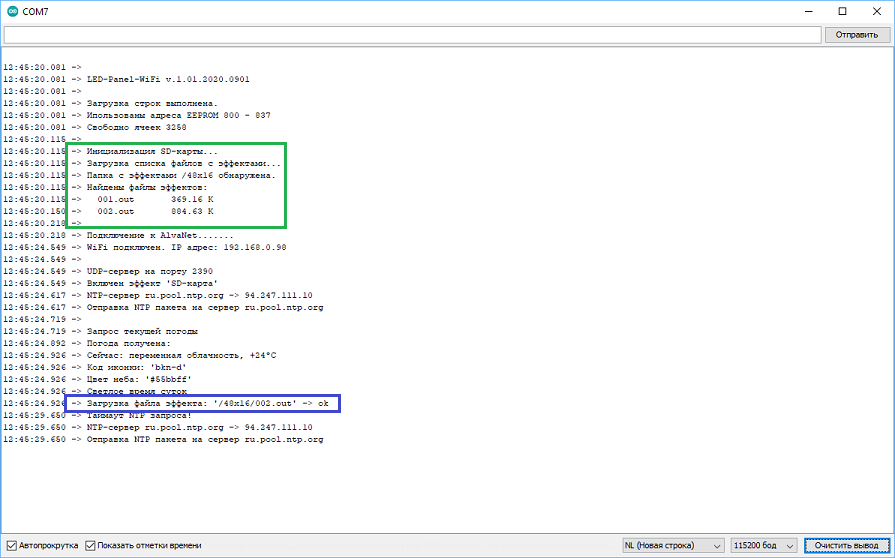 COM7
Отправить
12:45:20.081 ->
12:45:20.081 -> LED-Panel-WiFi v.1.01.2020.0901
12:45:20.081 ->
12:45:20.081 -> Загрузка строк выполнена.
12:45:20.081 -> Ипользованы адреса EEPROM 800 - 837
12:45:20.081 -> Свободно ячеек 3258
12:45:20.115 ->
12:45:20.115 -> Инициализация SD-карты...
12:45:20.115 -> Загрузка списка файлов с эффектами...
12:45:20.115 -> Папка с эффектами /48x16 обнаружена.
12:45:20.115 -> Найдены файлы эффектов:
12:45:20.115 -> 001.out 369.16 K
12:45:20.150 -> 002.out 884.63 K
12:45:20.218 ->
12:45:20.218 -> Подключение к AlvaNet.......
12:45:24.549 -> WiFi подключен. IP адрес: 192.168.0.98
12:45:24.549 ->
12:45:24.549 -> UDP-сервер на порту 2390
12:45:24.549 -> Включен эффект 'SD-карта'
12:45:24.617 -> NTP-сервер ru.pool.ntp.org -> 94.247.111.10
12:45:24.617 -> Отправка NTP пакета на сервер ru.pool.ntp.org
12:45:24.719 ->
12:45:24.719 -> Запрос текущей погоды
12:45:24.892 -> Погода получена:
12:45:24.926 -> Сейчас: переменная облачность, +24°C
12:45:24.926 -> Код иконки: 'bkn-d'
12:45:24.926 -> Цвет неба: '#55bbff'
12:45:24.926 -> Светлое время суток
12:45:24.926 -> Загрузка файла эффекта: '/48x16/002.out' -> ok
12:45:29.650 -> Таймаут NTP запроса!
12:45:29.650 -> NTP-сервер ru.pool.ntp.org -> 94.247.111.10
12:45:29.650 -> Отправка NTP пакета на сервер ru.pool.ntp.org
Автопрокрутка Показать отметки времени NL (Новая строка) 115200 бод Очистить вывод